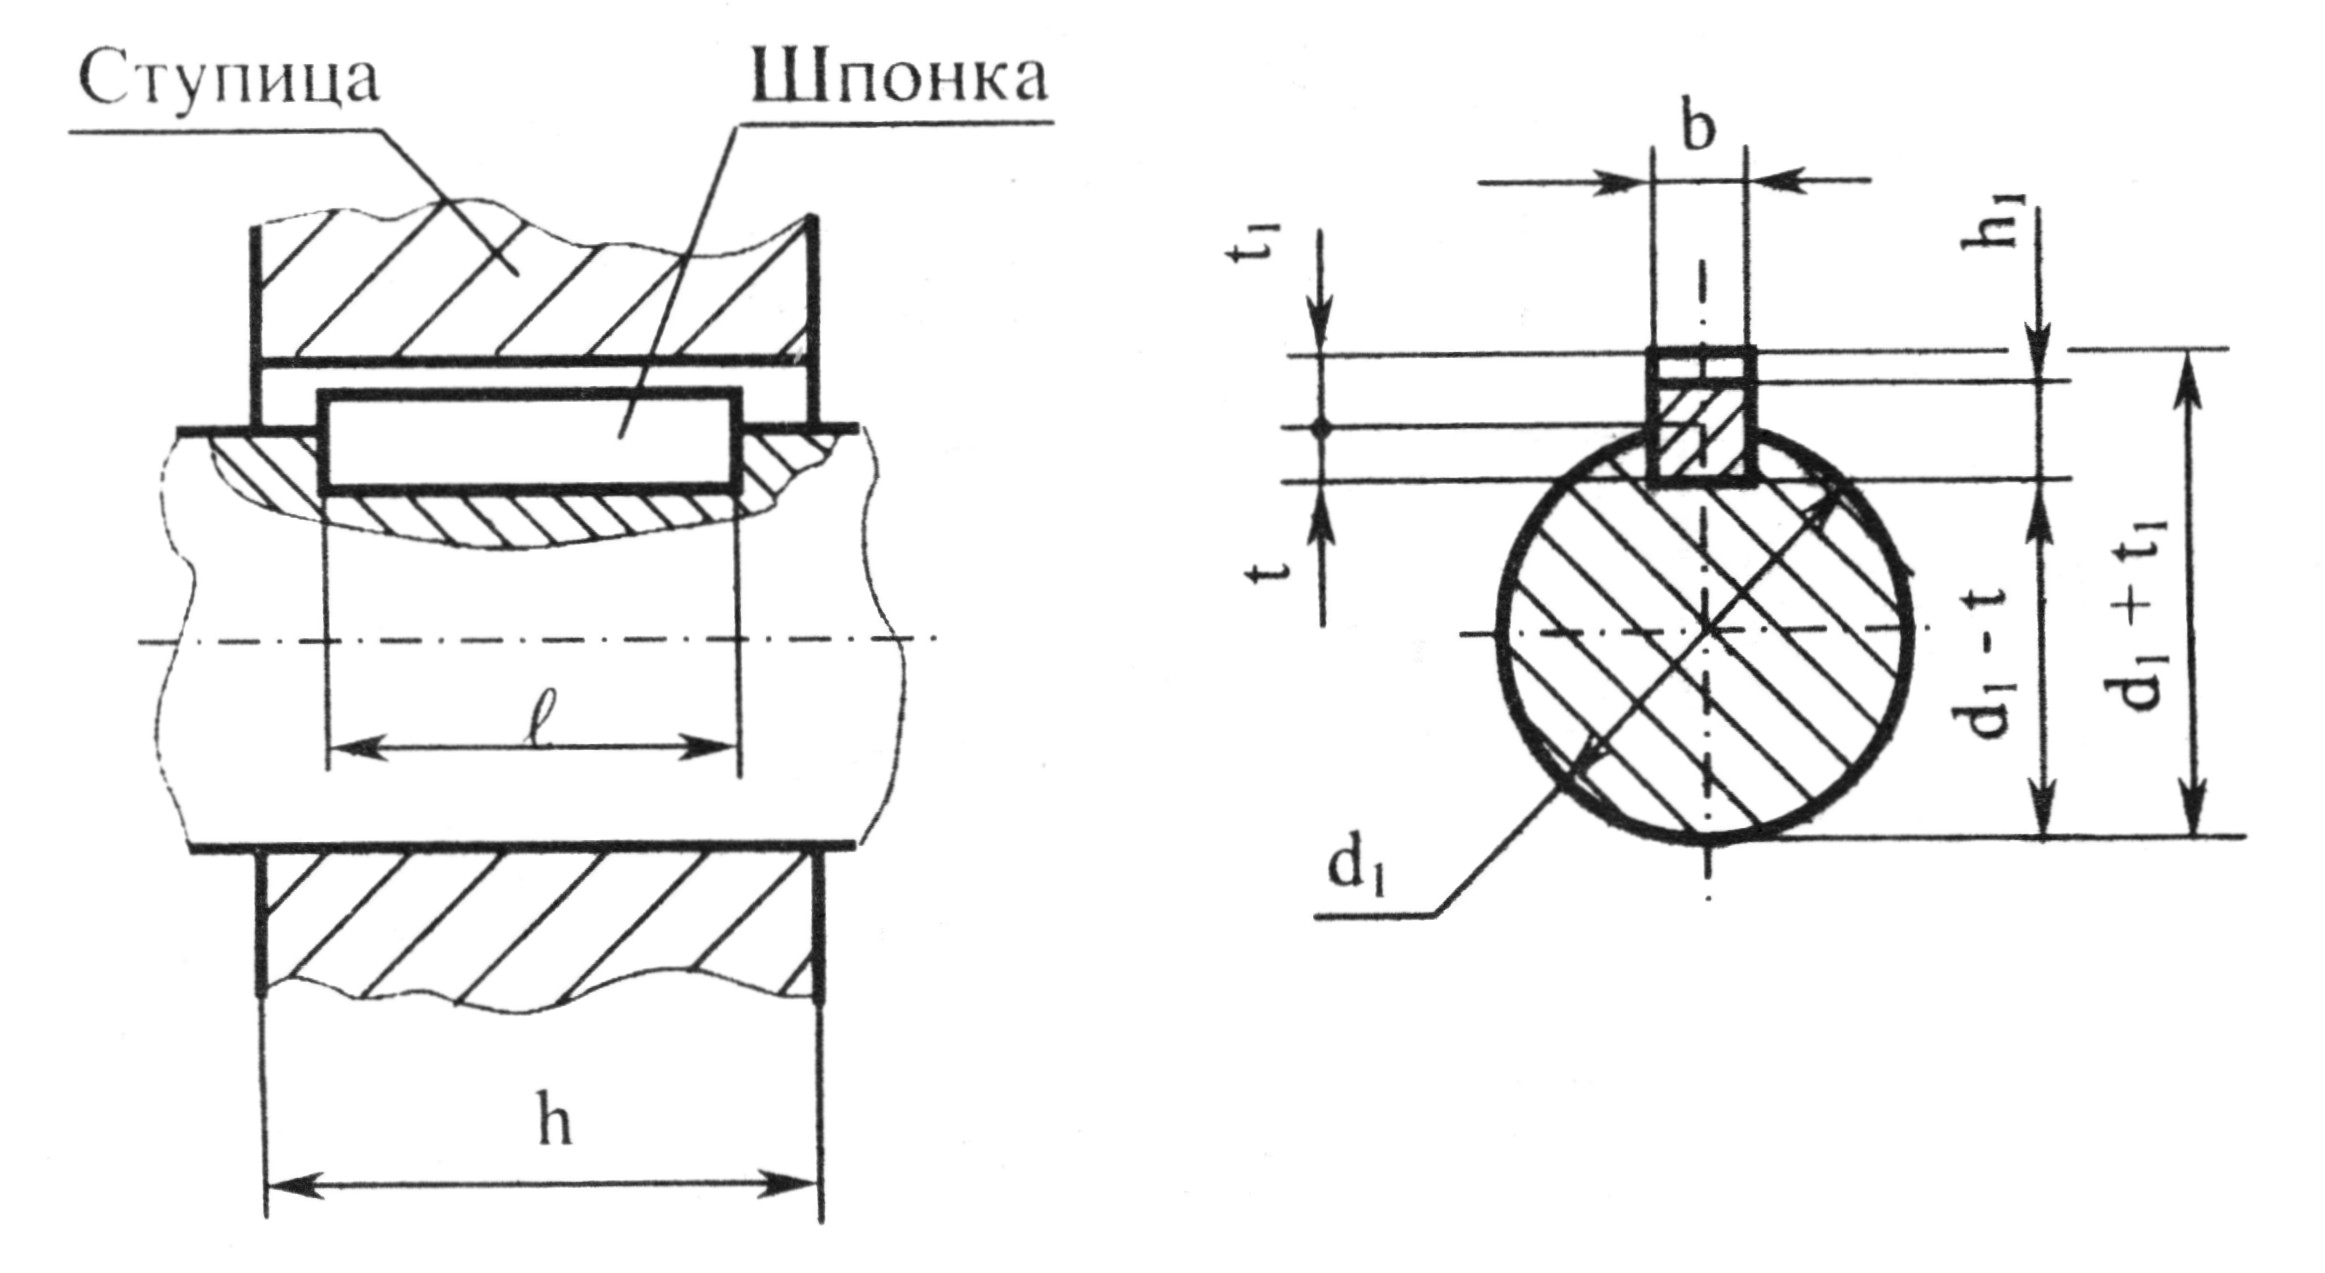 Ступица
Шпонка
ℓ
h
b
t₁
h₁
t
d₁ - t
d₁ + t₁
d₁